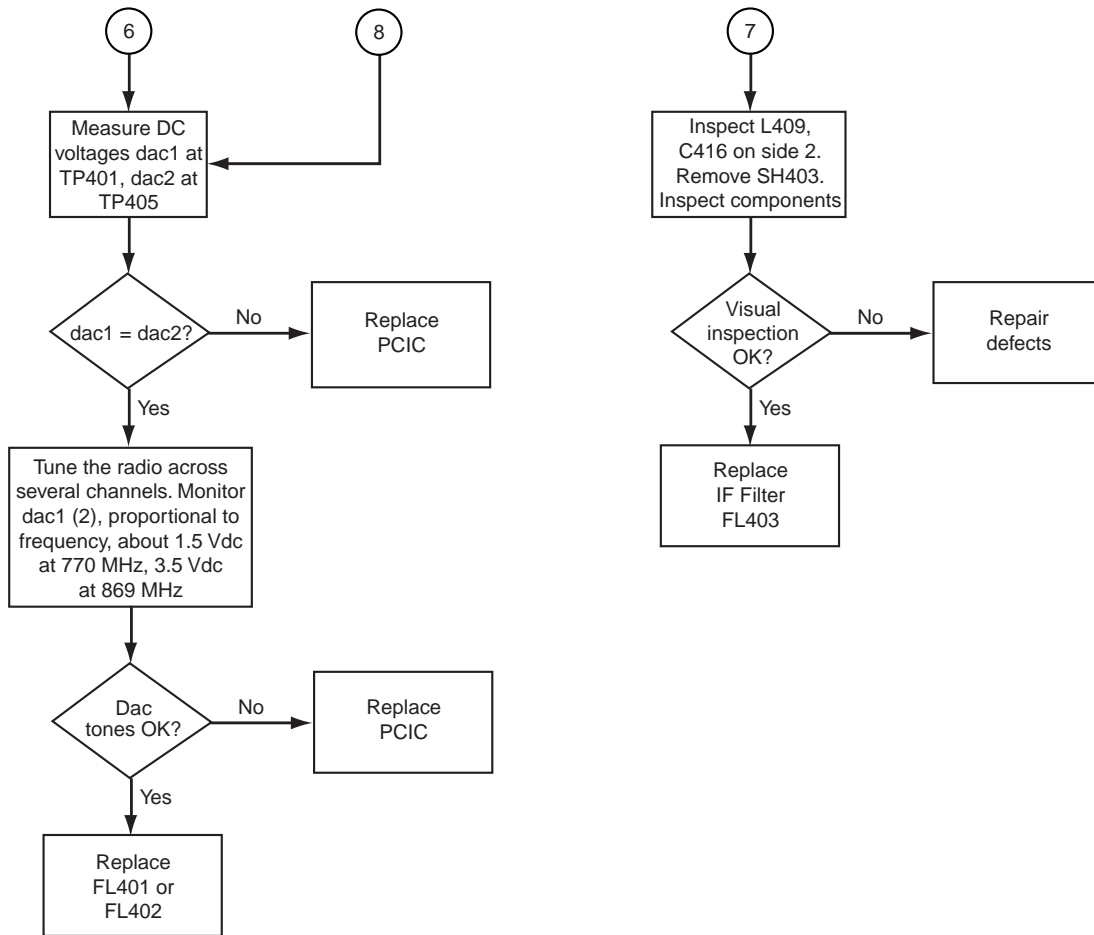 6
8
Measure DC
voltages dac1 at
TP401, dac2 at
TP405
dac1 = dac2?
No
Replace
PCIC
Yes
Tune the radio across
several channels. Monitor
dac1 (2), proportional to
frequency, about 1.5 Vdc
at 770 MHz, 3.5 Vdc
at 869 MHz
Dac
tones OK?
No
Replace
PCIC
Yes
Replace
FL401 or
FL402
7
Inspect L409,
C416 on side 2.
Remove SH403.
Inspect components
Visual
inspection
OK?
No
Repair
defects
Yes
Replace
IF Filter
FL403